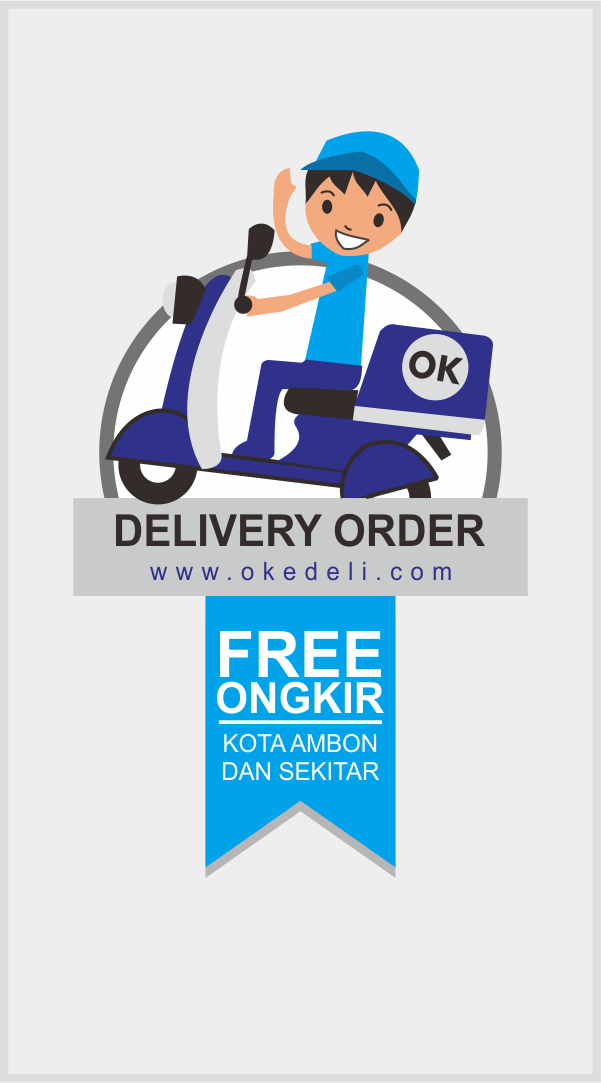 OK
DELIVERY ORDER
www.okedeli.com
FREE
ONGKIR
KOTA AMBON
DAN SEKITAR